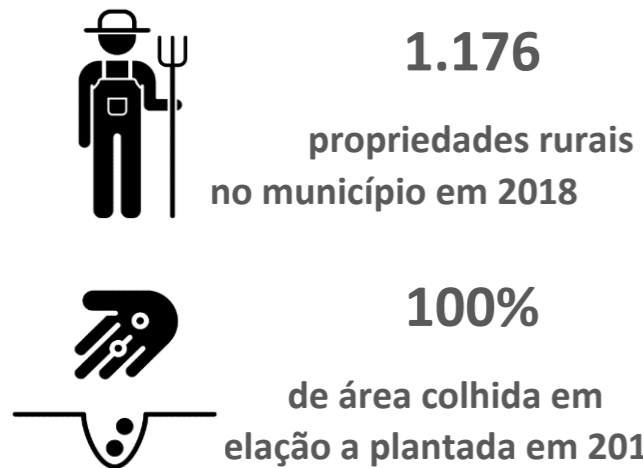 1.176
propriedades rurais
no município em 2018
100%
de área colhida em
elação a plantada em 201